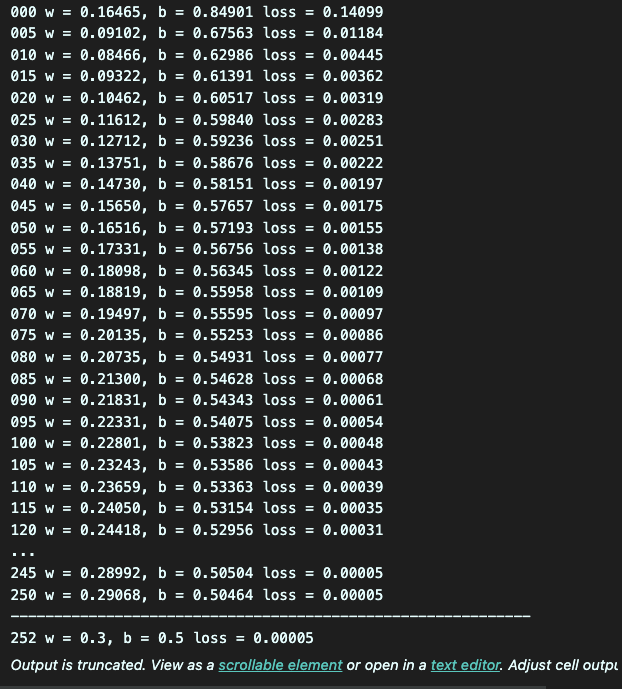 000 w = 0.16465, b = 0.84901 loss = 0.14099
005 w = 0.09102, b = 0.67563 loss = 0.01184
010 w = 0.08466, b = 0.62986 loss = 0.00445
015 w = 0.09322, b = 0.61391 loss = 0.00362
020 w = 0.10462, b = 0.60517 loss = 0.00319
025 w = 0.11612, b = 0.59840 loss = 0.00283
030 w = 0.12712, b = 0.59236 loss = 0.00251
035 w = 0.13751, b = 0.58676 loss = 0.00222
040 w = 0.14730, b = 0.58151 loss = 0.00197
045 w = 0.15650, b = 0.57657 loss = 0.00175
050 w = 0.16516, b = 0.57193 loss = 0.00155
055 w = 0.17331, b = 0.56756 loss = 0.00138
060 w = 0.18098, b = 0.56345 loss = 0.00122
065 w = 0.18819, b = 0.55958 loss = 0.00109
070 w = 0.19497, b = 0.55595 loss = 0.00097
075 w = 0.20135, b = 0.55253 loss = 0.00086
080 w = 0.20735, b = 0.54931 loss = 0.00077
085 w = 0.21300, b = 0.54628 loss = 0.00068
090 w = 0.21831, b = 0.54343 loss = 0.00061
095 w = 0.22331, b = 0.54075 loss = 0.00054
100 w = 0.22801, b = 0.53823 loss = 0.00048
105 w = 0.23243, b = 0.53586 loss = 0.00043
110 w = 0.23659, b = 0.53363 loss = 0.00039
115 w = 0.24050, b = 0.53154 loss = 0.00035
120 w = 0.24418, b = 0.52956 loss = 0.00031
...
245 w = 0.28992, b = 0.50504 loss = 0.00005
250 w = 0.29068, b = 0.50464 loss = 0.00005
------------------------------------------------------------
252 w = 0.3, b = 0.5 loss = 0.00005
Output is truncated. View as a scrollable element or open in a text editor. Adjust cell outpu